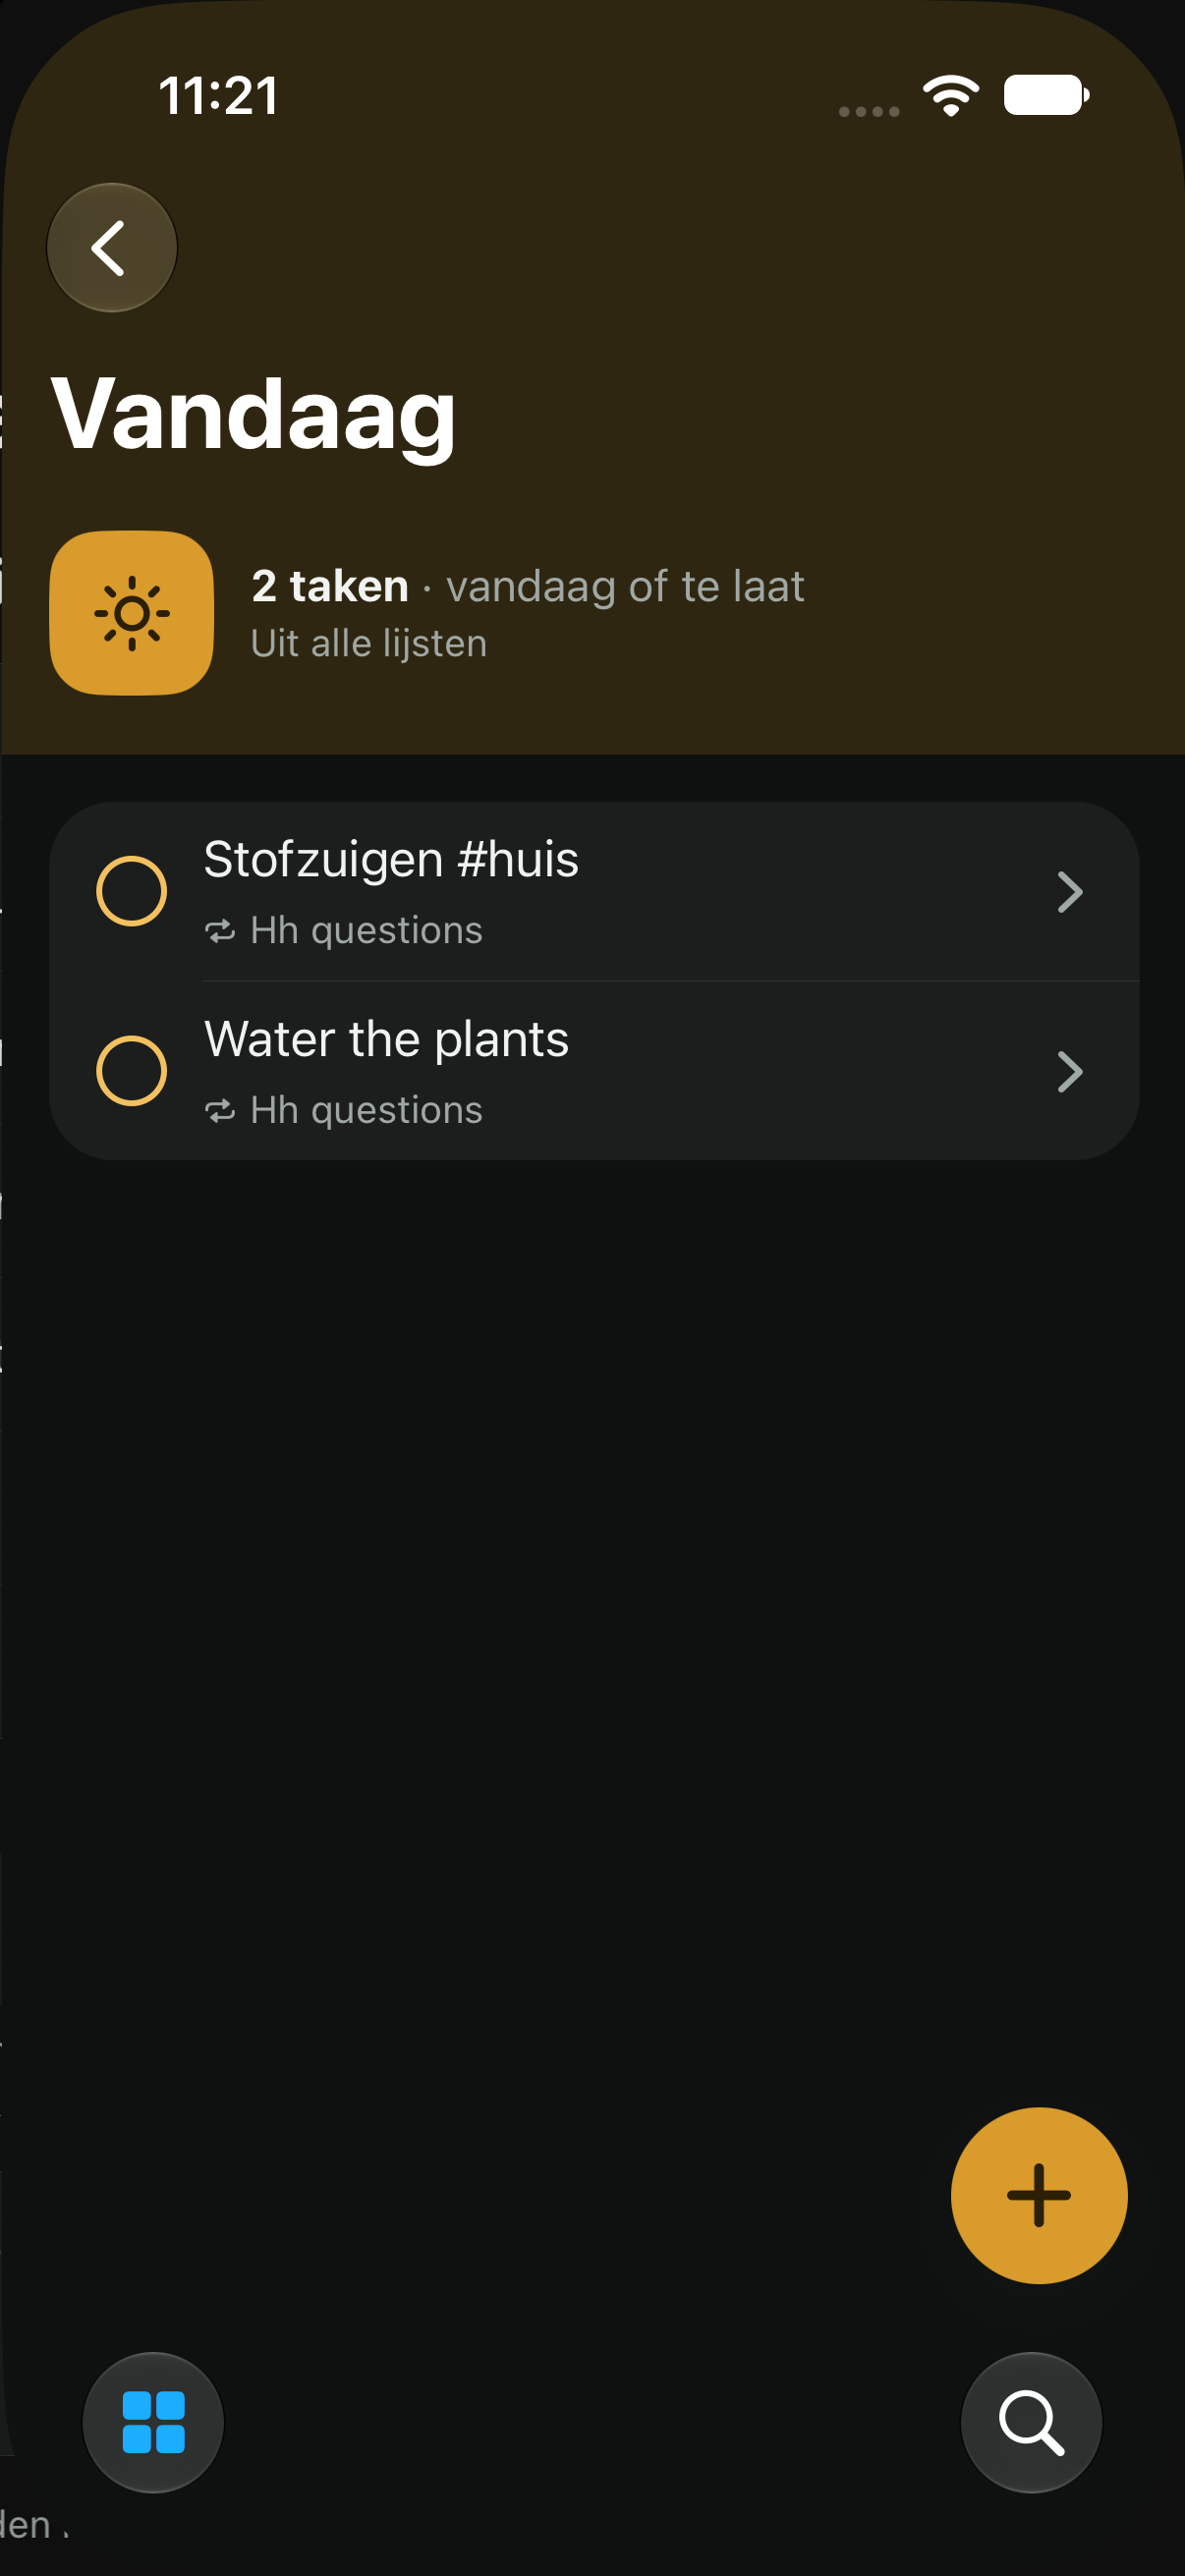 11:21
Vandaag
2 taken · vandaag of te laat
Uit alle lijsten
Stofzuigen #huis
Hh questions
Water the plants
Hh questions